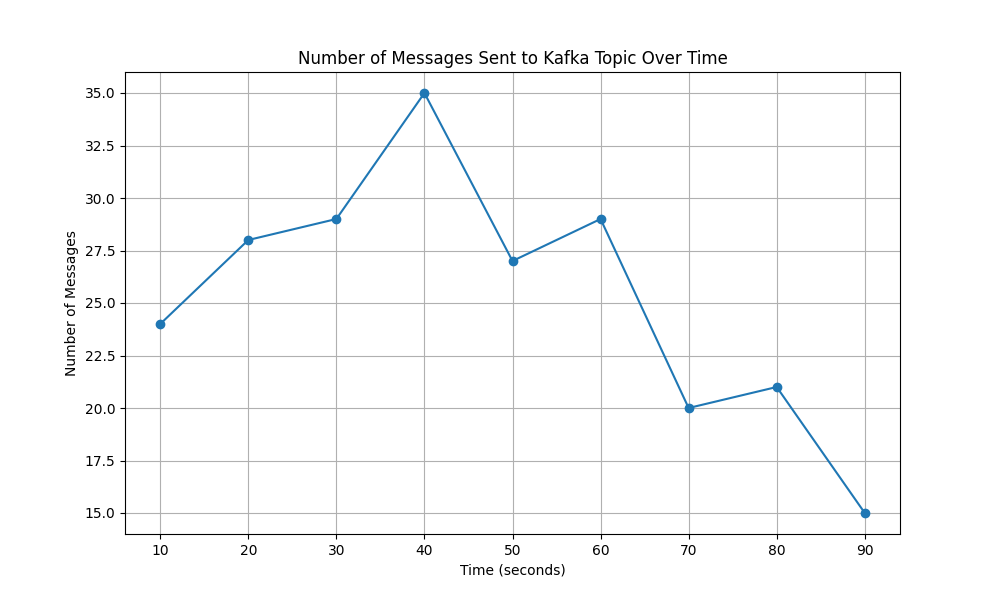 Number of Messages Sent to Kafka Topic Over Time
Number of Messages
35.0
32.5
30.0
27.5
25.0
22.5
20.0
17.5
15.0
10 20 30 40 50 60 70 80 90
Time (seconds)